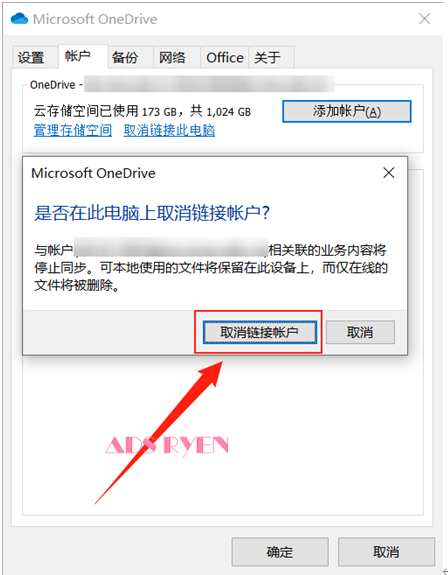 Microsoft OneDrive
设置 帐户 备份 网络 Office 关于
OneDrive -
云存储空间已使用 173 GB，共 1,024 GB
添加帐户(A)
管理存储空间 取消链接此电脑
Microsoft OneDrive
是否在此电脑上取消链接帐户?
与帐户 相关联的业务内容将
停止同步。可本地使用的文件将保留在此设备上，而仅在线的
文件将被删除。
取消链接帐户 取消
ADS RYEN
确定 取消